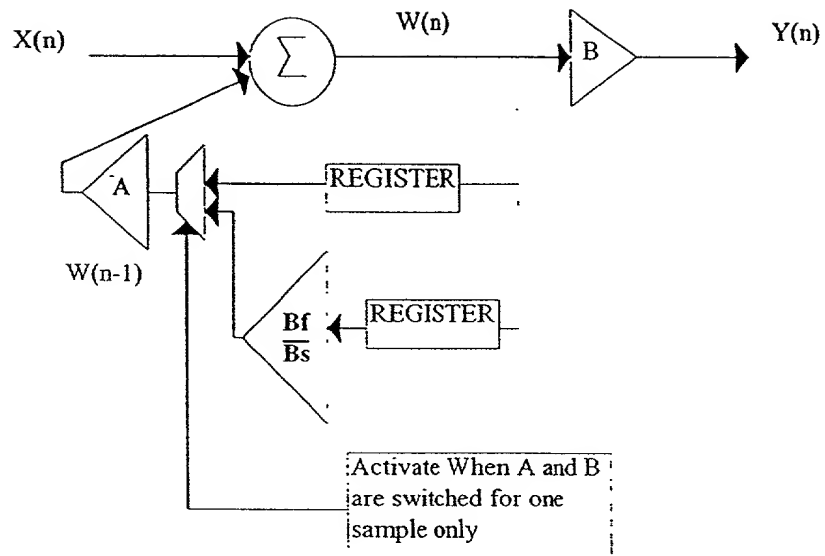 X(n)
W(n)
Y(n)
Σ
B
-A
REGISTER
W(n-1)
Bf
Bs
REGISTER
Activate When A and B
are switched for one
sample only